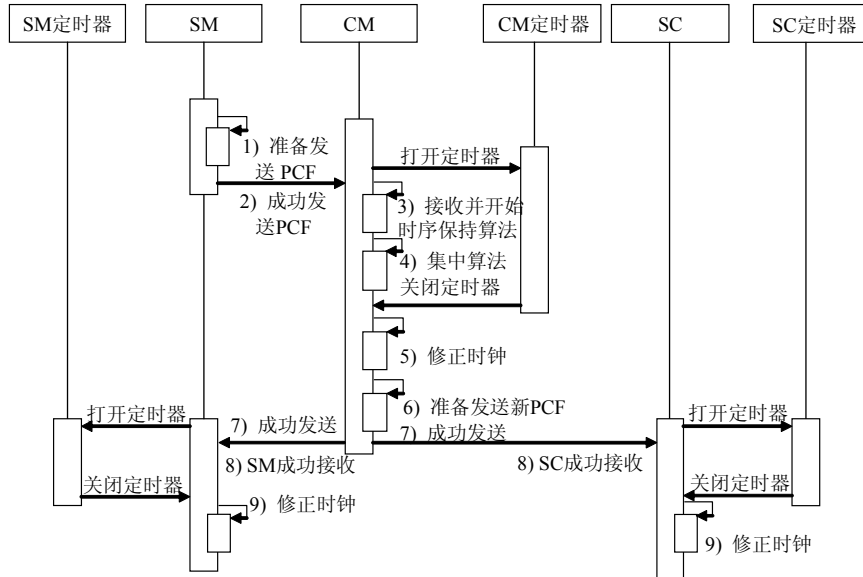 SM定时器
SM
CM
CM定时器
SC
SC定时器
1) 准备发
送 PCF
打开定时器
2) 成功发
送PCF
3) 接收并开始
时序保持算法
4) 集中算法
关闭定时器
5) 修正时钟
6) 准备发送新PCF
打开定时器
7) 成功发送
7) 成功发送
打开定时器
8) SM成功接收
8) SC成功接收
关闭定时器
关闭定时器
9) 修正时钟
9) 修正时钟